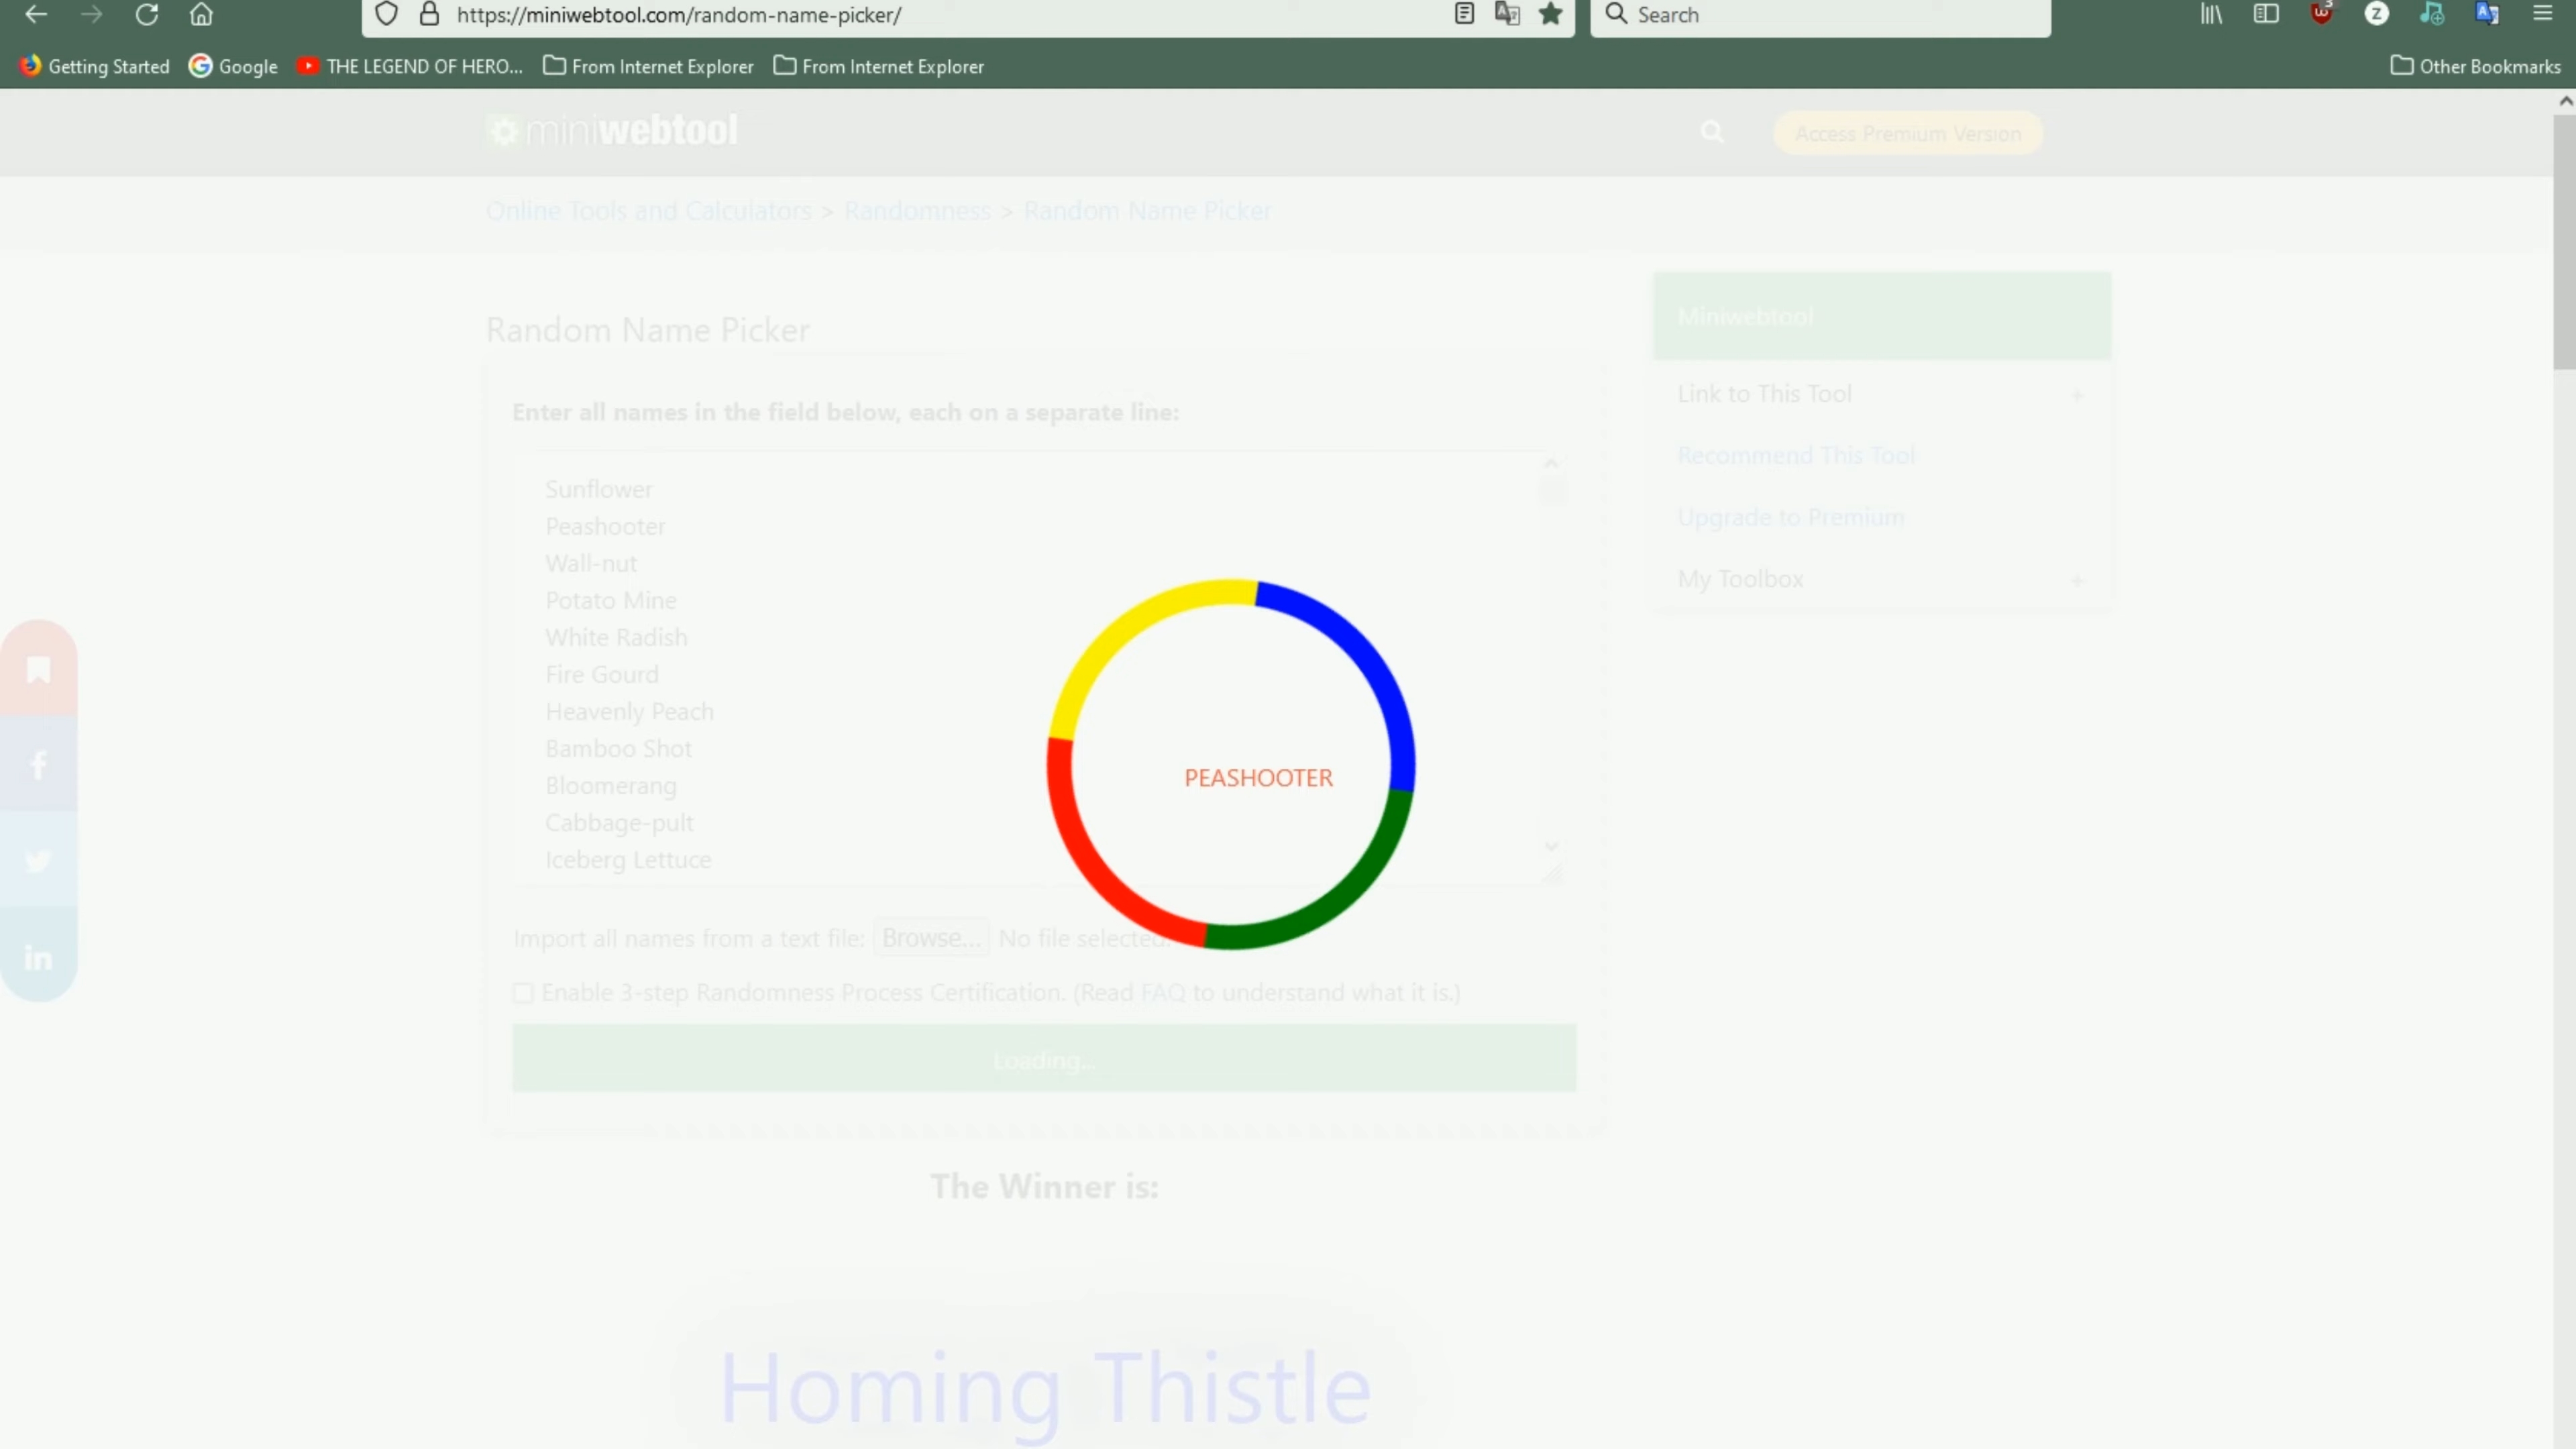 https://miniwebtool.com/random-name-picker/
Search
3
Z
Getting Started
Google
THE LEGEND OF HERO...
From Internet Explorer
From Internet Explorer
Other Bookmarks
miniwebtool
Access Premium Version
Online Tools and Calculators > Randomness > Random Name Picker
Random Name Picker
Miniwebtool
Link to This Tool +
Recommend This Tool
Upgrade to Premium
My Toolbox +
Enter all names in the field below, each on a separate line:
Sunflower
Peashooter
Wall-nut
Potato Mine
White Radish
Fire Gourd
Heavenly Peach
Bamboo Shot
Bloomerang
Cabbage-pult
Iceberg Lettuce
PEASHOOTER
Import all names from a text file: Browse... No file selected.
Enable 3-step Randomness Process Certification. (Read FAQ to understand what it is.)
Loading...
The Winner is:
Homing Thistle